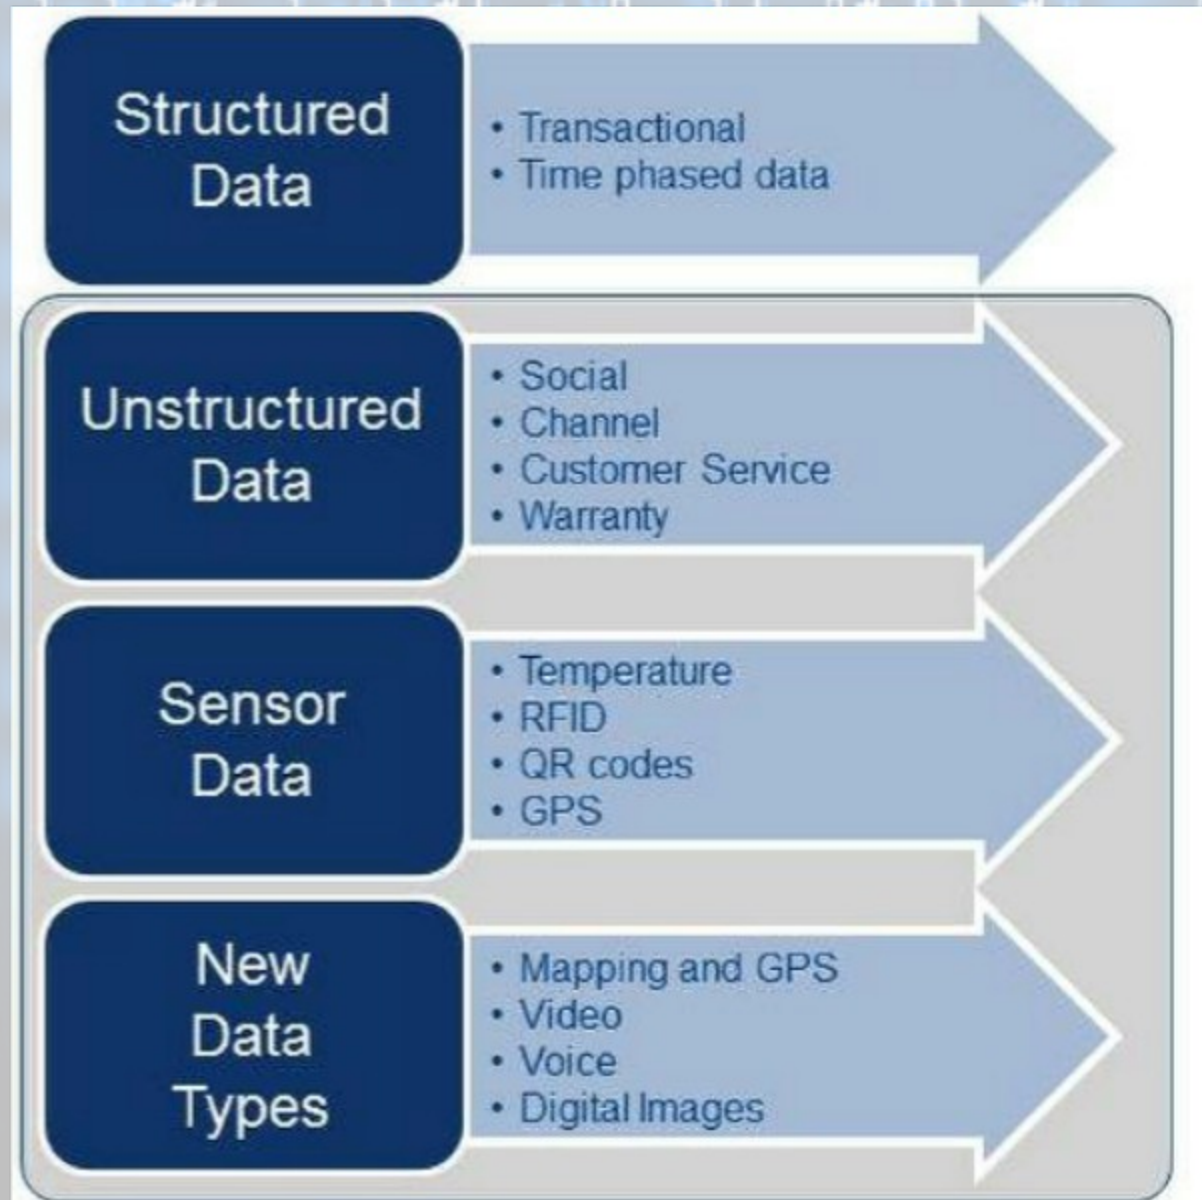 Structured
Data
• Transactional
• Time phased data
Unstructured
Data
• Social
• Channel
• Customer Service
• Warranty
Sensor
Data
• Temperature
• RFID
• QR codes
• GPS
New
Data
Types
• Mapping and GPS
• Video
• Voice
• Digital Images